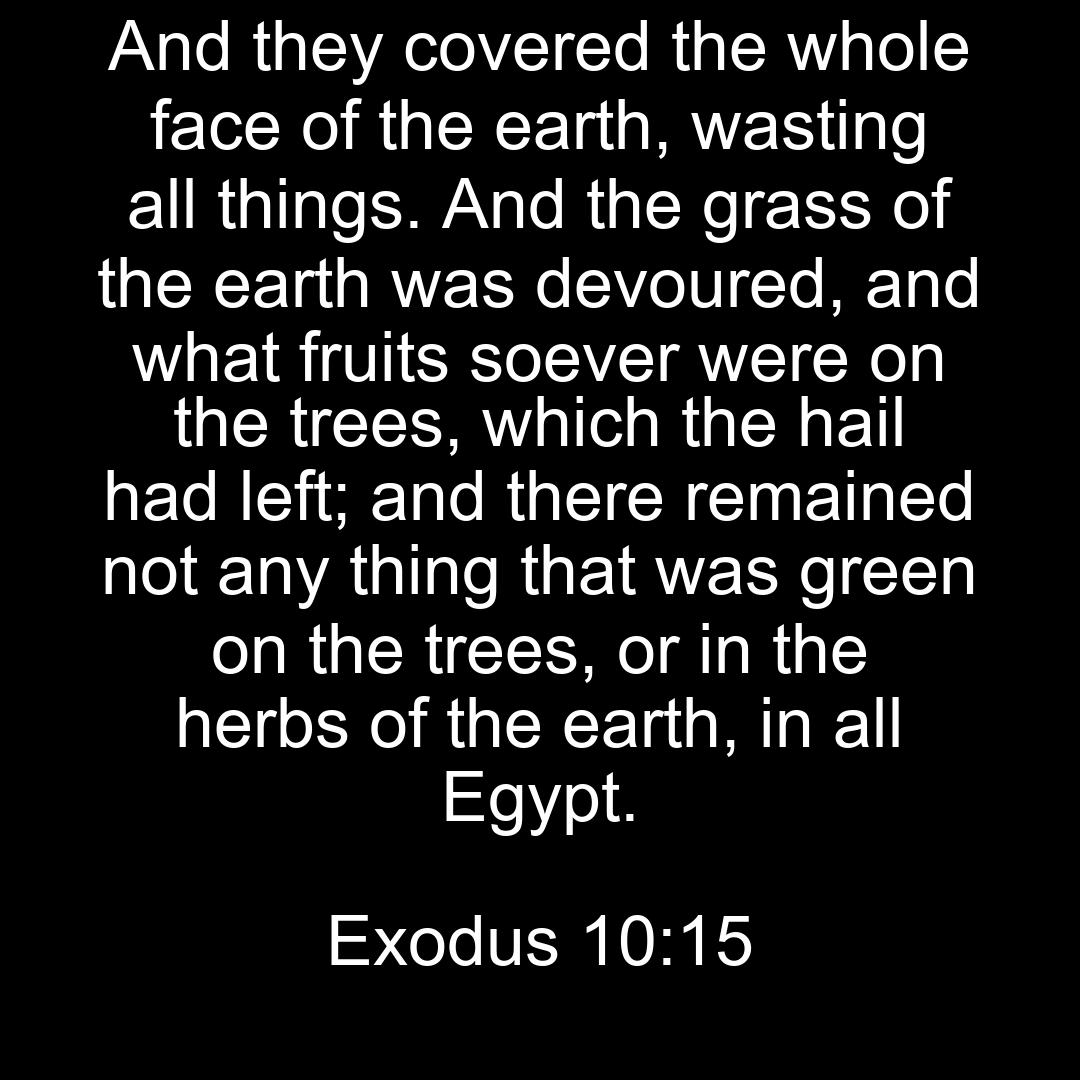 And they covered the whole
face of the earth, wasting
all things. And the grass of
the earth was devoured, and
what fruits soever were on
the trees, which the hail
had left; and there remained
not any thing that was green
on the trees, or in the
herbs of the earth, in all
Egypt.
Exodus 10:15